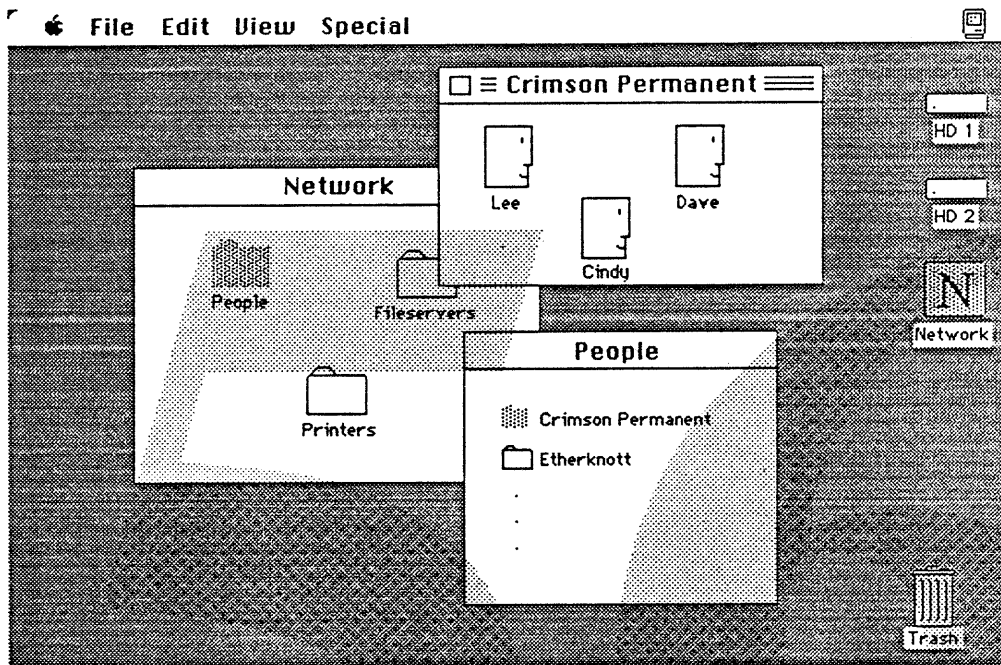 File Edit View Special
Crimson Permanent
Lee
Dave
Cindy
HD 1
HD 2
N
Network
Network
People
Fileservers
Printers
People
Crimson Permanent
Etherknott
.
.
.
Trash